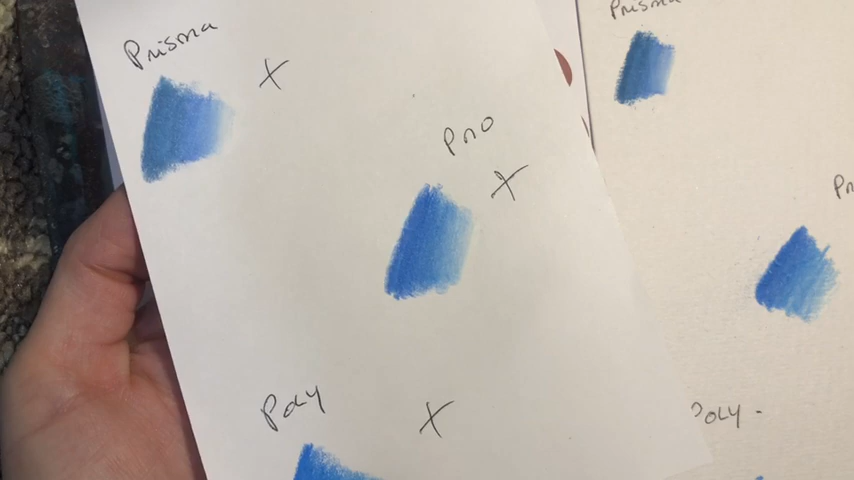 Prisma
X
Pro
X
Poly
X
Prisma
Poly -